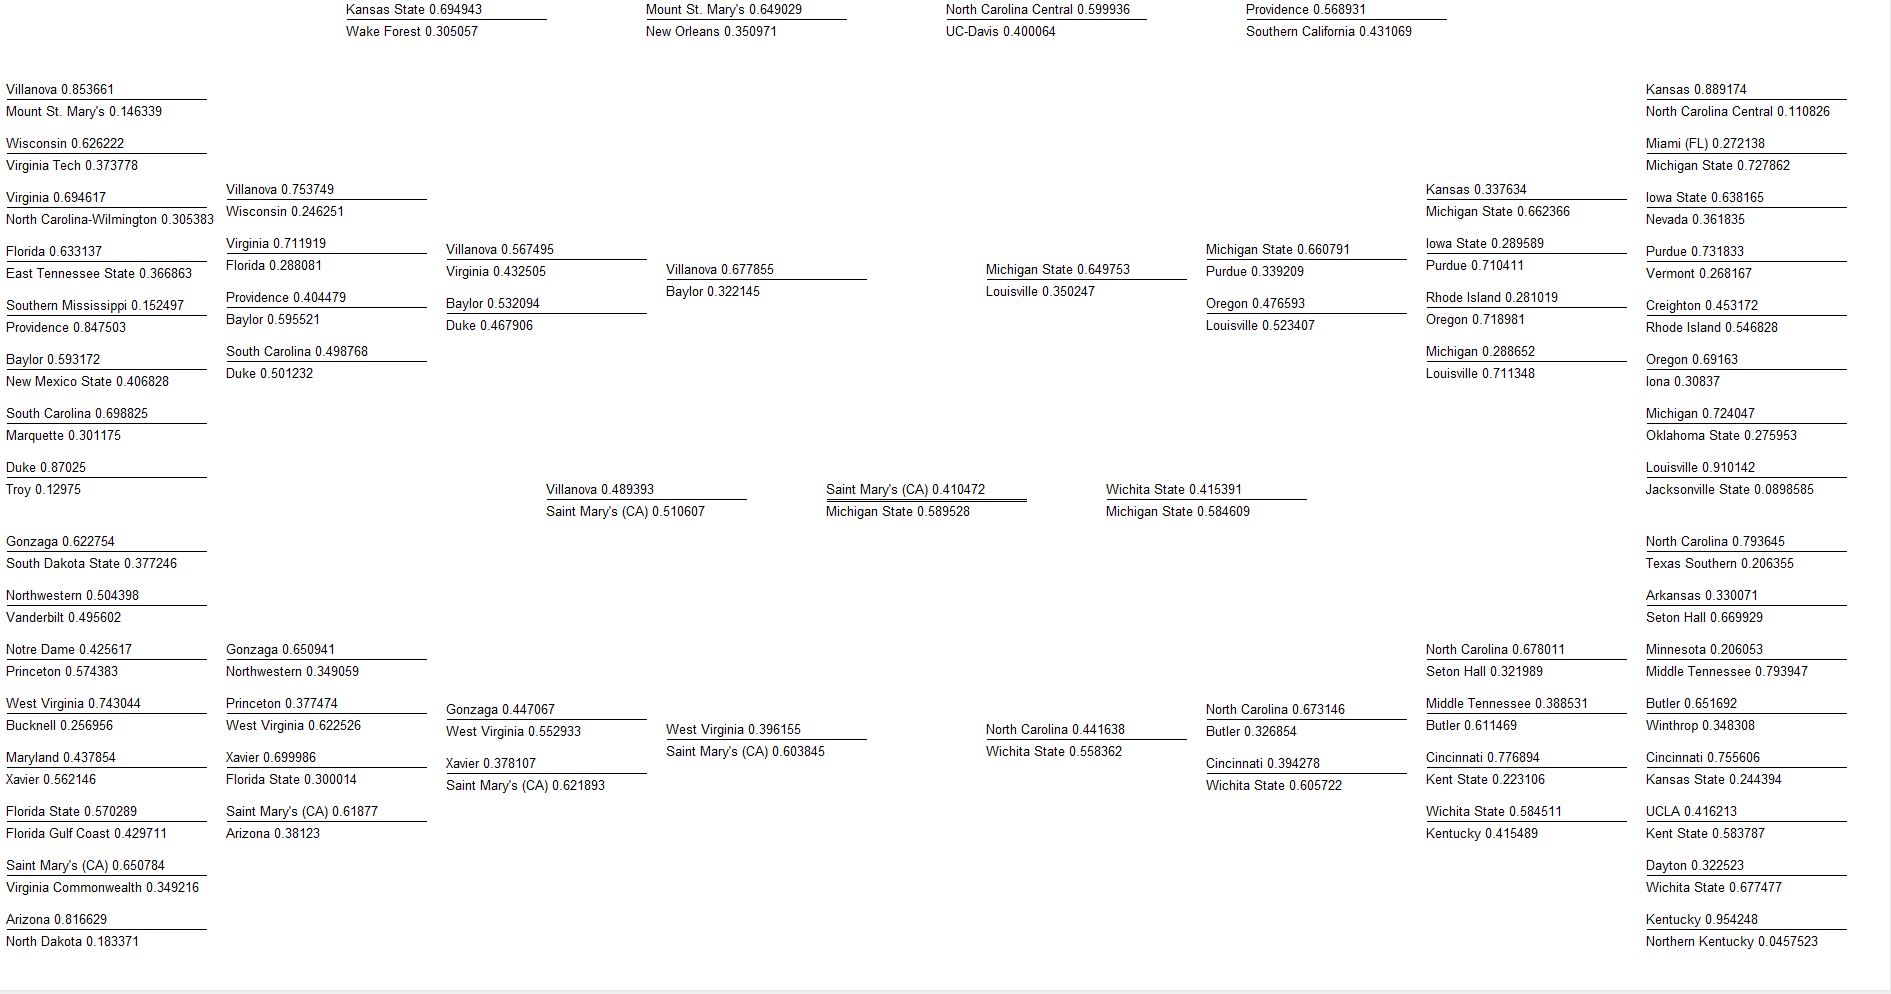 Kansas State 0.694943
Wake Forest 0.305057
Mount St. Mary's 0.649029
New Orleans 0.350971
North Carolina Central 0.599936
UC-Davis 0.400064
Providence 0.568931
Southern California 0.431069
Villanova 0.853661
Mount St. Mary's 0.146339
Wisconsin 0.626222
Virginia Tech 0.373778
Virginia 0.694617
North Carolina-Wilmington 0.305383
Florida 0.633137
East Tennessee State 0.366863
Southern Mississippi 0.152497
Providence 0.847503
Baylor 0.593172
New Mexico State 0.406828
South Carolina 0.698825
Marquette 0.301175
Duke 0.87025
Troy 0.12975
Villanova 0.753749
Wisconsin 0.246251
Virginia 0.711919
Florida 0.288081
Providence 0.404479
Baylor 0.595521
South Carolina 0.498768
Duke 0.501232
Villanova 0.567495
Virginia 0.432505
Baylor 0.532094
Duke 0.467906
Villanova 0.677855
Baylor 0.322145
Michigan State 0.649753
Louisville 0.350247
Michigan State 0.660791
Purdue 0.339209
Oregon 0.476593
Louisville 0.523407
Kansas 0.337634
Michigan State 0.662366
Iowa State 0.289589
Purdue 0.710411
Rhode Island 0.281019
Oregon 0.718981
Michigan 0.288652
Louisville 0.711348
Kansas 0.889174
North Carolina Central 0.110826
Miami (FL) 0.272138
Michigan State 0.727862
Iowa State 0.638165
Nevada 0.361835
Purdue 0.731833
Vermont 0.268167
Creighton 0.453172
Rhode Island 0.546828
Oregon 0.69163
Iona 0.30837
Michigan 0.724047
Oklahoma State 0.275953
Louisville 0.910142
Jacksonville State 0.0898585
Villanova 0.489393
Saint Mary's (CA) 0.510607
Saint Mary's (CA) 0.410472
Michigan State 0.589528
Wichita State 0.415391
Michigan State 0.584609
Gonzaga 0.622754
South Dakota State 0.377246
Northwestern 0.504398
Vanderbilt 0.495602
Notre Dame 0.425617
Princeton 0.574383
West Virginia 0.743044
Bucknell 0.256956
Maryland 0.437854
Xavier 0.562146
Florida State 0.570289
Florida Gulf Coast 0.429711
Saint Mary's (CA) 0.650784
Virginia Commonwealth 0.349216
Arizona 0.816629
North Dakota 0.183371
Gonzaga 0.650941
Northwestern 0.349059
Princeton 0.377474
West Virginia 0.622526
Xavier 0.699986
Florida State 0.300014
Saint Mary's (CA) 0.61877
Arizona 0.38123
Gonzaga 0.447067
West Virginia 0.552933
Xavier 0.378107
Saint Mary's (CA) 0.621893
West Virginia 0.396155
Saint Mary's (CA) 0.603845
North Carolina 0.441638
Wichita State 0.558362
North Carolina 0.673146
Butler 0.326854
Cincinnati 0.394278
Wichita State 0.605722
North Carolina 0.678011
Seton Hall 0.321989
Middle Tennessee 0.388531
Butler 0.611469
Cincinnati 0.776894
Kent State 0.223106
Wichita State 0.584511
Kentucky 0.415489
North Carolina 0.793645
Texas Southern 0.206355
Arkansas 0.330071
Seton Hall 0.669929
Minnesota 0.206053
Middle Tennessee 0.793947
Butler 0.651692
Winthrop 0.348308
Cincinnati 0.755606
Kansas State 0.244394
UCLA 0.416213
Kent State 0.583787
Dayton 0.322523
Wichita State 0.677477
Kentucky 0.954248
Northern Kentucky 0.0457523